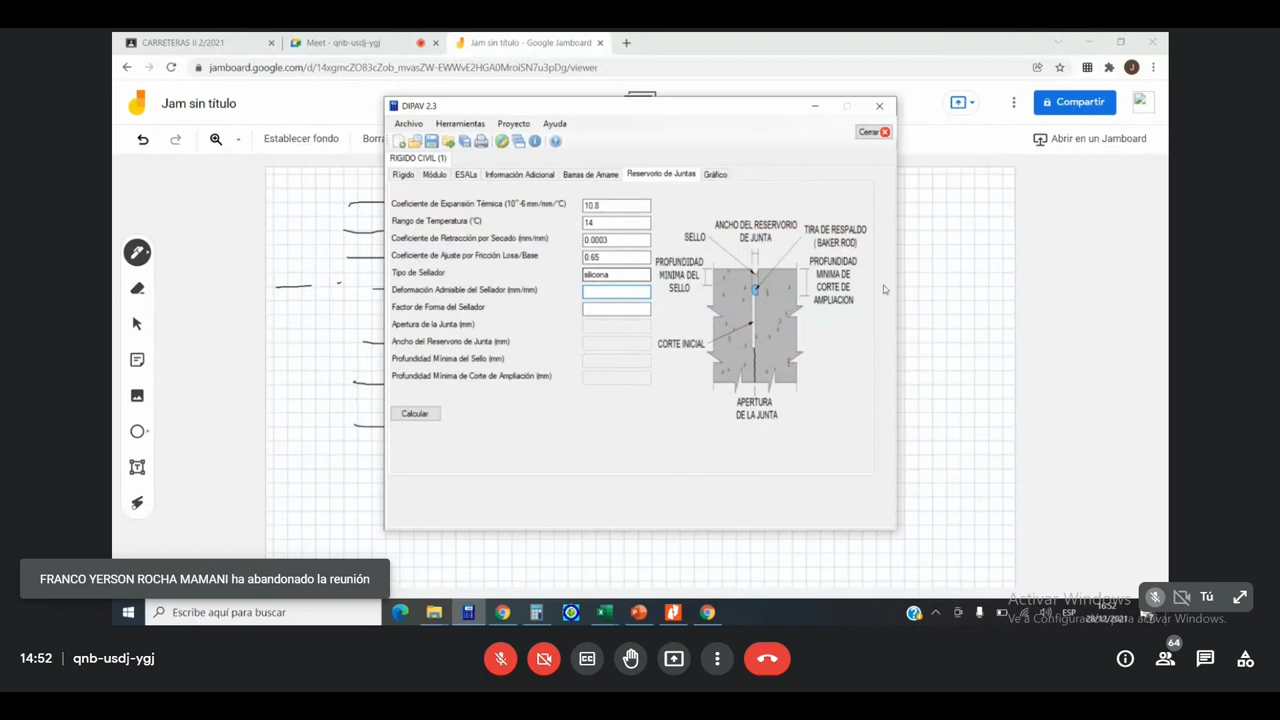 CARRETERAS II 2/2021
Meet - qnb-usdj-ygj
Jam sin título - Google Jamboard
jamboard.google.com/d/14xgmcZO83cZob_mvasZW-EWWvE2HGA0MroiSN7u3pDg/viewer
Jam sin título
Compartir
Establecer fondo
Borra
Abrir en un Jamboard
DIPAV 2.3
Archivo Herramientas Proyecto Ayuda
Cerrar
RIGIDO CIVIL (1)
Rígido Módulo ESALs Información Adicional Barras de Amarre Reservorio de Juntas Gráfico
Coeficiente de Expansión Térmica (10^-6 mm/mm/°C) 10.8
Rango de Temperatura (°C) 14
Coeficiente de Retracción por Secado (mm/mm) 0.0003
Coeficiente de Ajuste por Fricción Losa/Base 0.65
Tipo de Sellador silicona
Deformación Admisible del Sellador (mm/mm)
Factor de Forma del Sellador
Apertura de la Junta (mm)
Ancho del Reservorio de Junta (mm)
Profundidad Mínima del Sello (mm)
Profundidad Mínima de Corte de Ampliación (mm)
Calcular
ANCHO DEL RESERVORIO
DE JUNTA
SELLO
TIRA DE RESPALDO
(BAKER ROD)
PROFUNDIDAD
MINIMA DEL
SELLO
PROFUNDIDAD
MINIMA DE
CORTE DE
AMPLIACION
CORTE INICIAL
APERTURA
DE LA JUNTA
FRANCO YERSON ROCHA MAMANI ha abandonado la reunión
Activar Windows
Ve a Configuración para activar Windows.
Tú
Escribe aquí para buscar
ESP
16:52
28/12/2021
14:52 | qnb-usdj-ygj
64